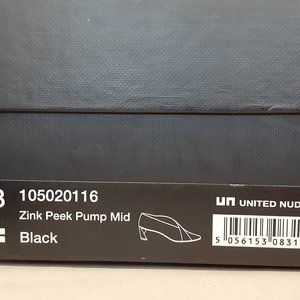 105020116
Zink Peek Pump Mid
Black
UN UNITED NUD
5 056153 0831